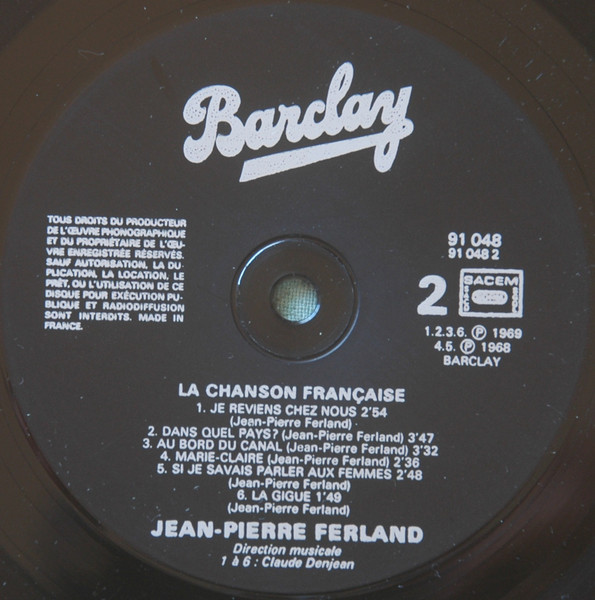 Barclay
TOUS DROITS DU PRODUCTEUR
DE L'ŒUVRE PHONOGRAPHIQUE
ET DU PROPRIÉTAIRE DE L'ŒU-
VRE ENREGISTRÉE RÉSERVÉS.
SAUF AUTORISATION, LA DU-
PLICATION, LA LOCATION, LE
PRÊT, OU L'UTILISATION DE CE
DISQUE POUR EXÉCUTION PU-
BLIQUE ET RADIODIFFUSION
SONT INTERDITS. MADE IN
FRANCE.
91 048
91 048 2
2
SACEM
1.2.3.6. Ⓟ 1969
4.5. Ⓟ 1968
BARCLAY
LA CHANSON FRANÇAISE
1. JE REVIENS CHEZ NOUS 2'54
(Jean-Pierre Ferland)
2. DANS QUEL PAYS? (Jean-Pierre Ferland) 3'47
3. AU BORD DU CANAL (Jean-Pierre Ferland) 3'32
4. MARIE-CLAIRE (Jean-Pierre Ferland) 2'36
5. SI JE SAVAIS PARLER AUX FEMMES 2'48
(Jean-Pierre Ferland)
6. LA GIGUE 1'49
(Jean-Pierre Ferland)
JEAN-PIERRE FERLAND
Direction musicale
1 à 6 : Claude Denjean